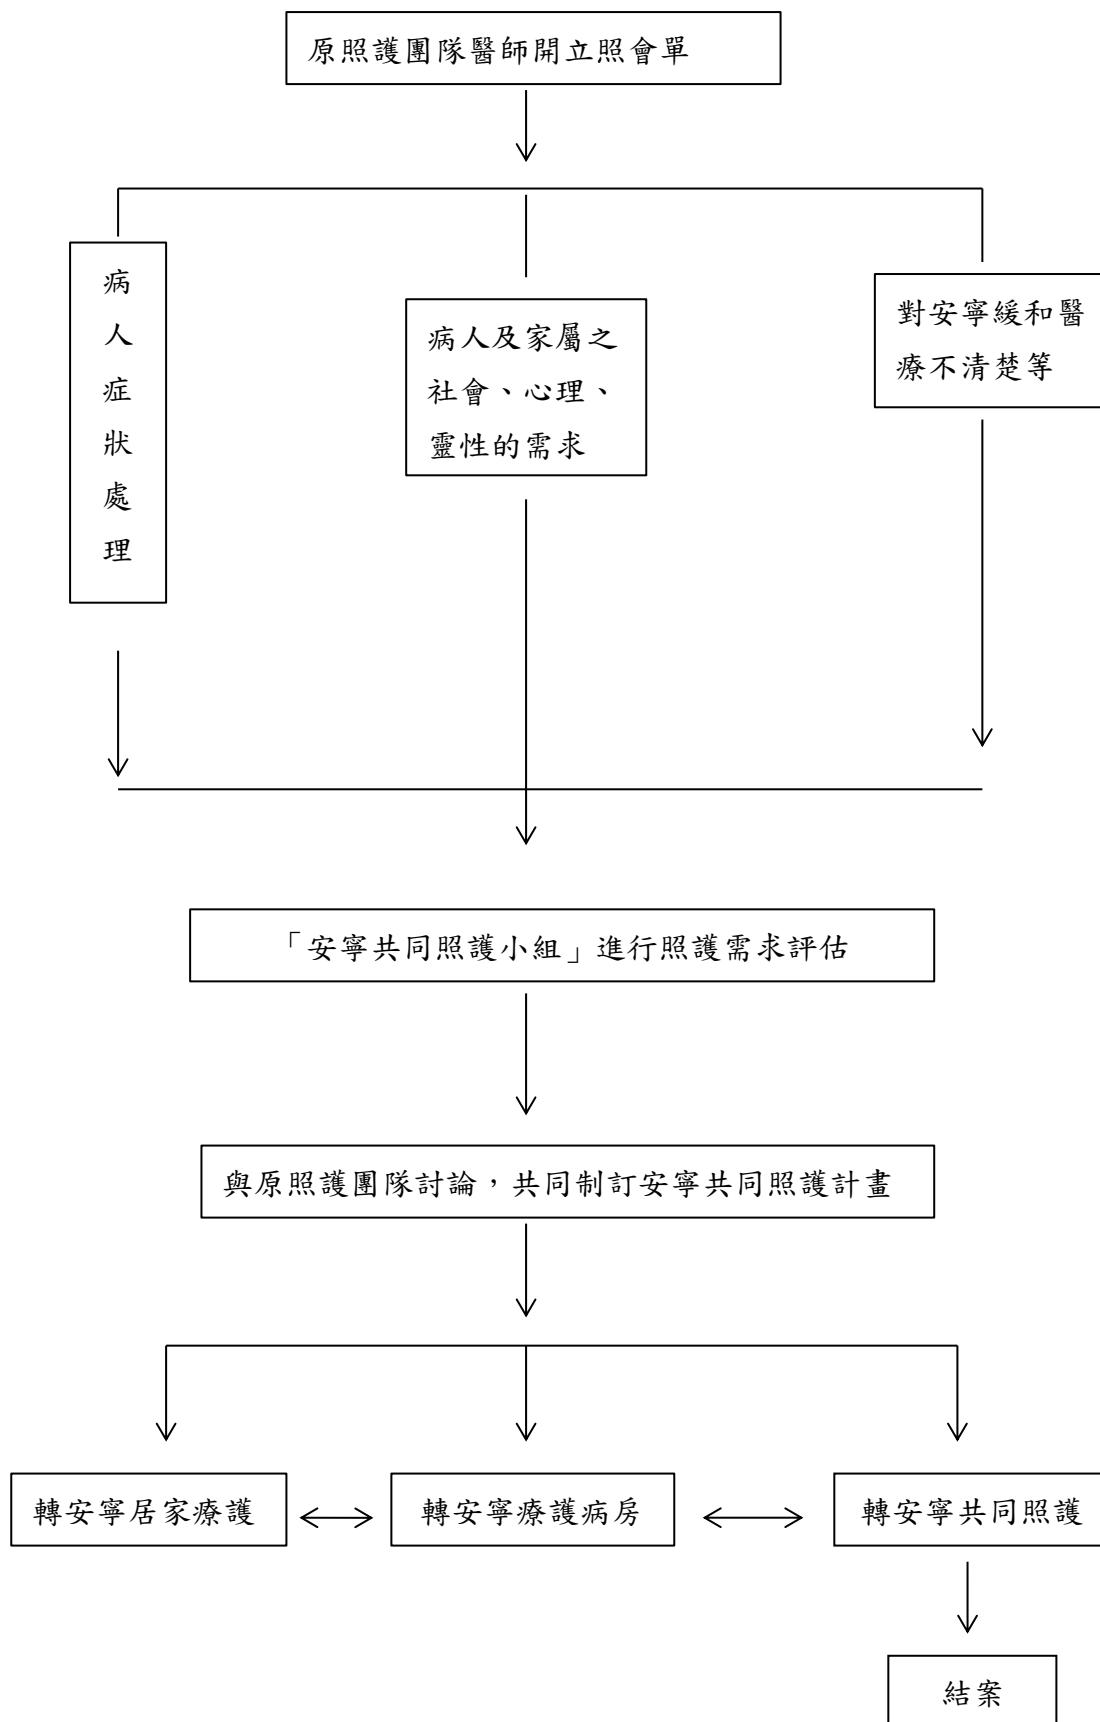 原照護團隊醫師開立照會單
病
人
症
狀
處
理
病人及家屬之
社會、心理、
靈性的需求
對安寧緩和醫
療不清楚等
「安寧共同照護小組」進行照護需求評估
與原照護團隊討論，共同制訂安寧共同照護計畫
轉安寧居家療護
轉安寧療護病房
轉安寧共同照護
結案